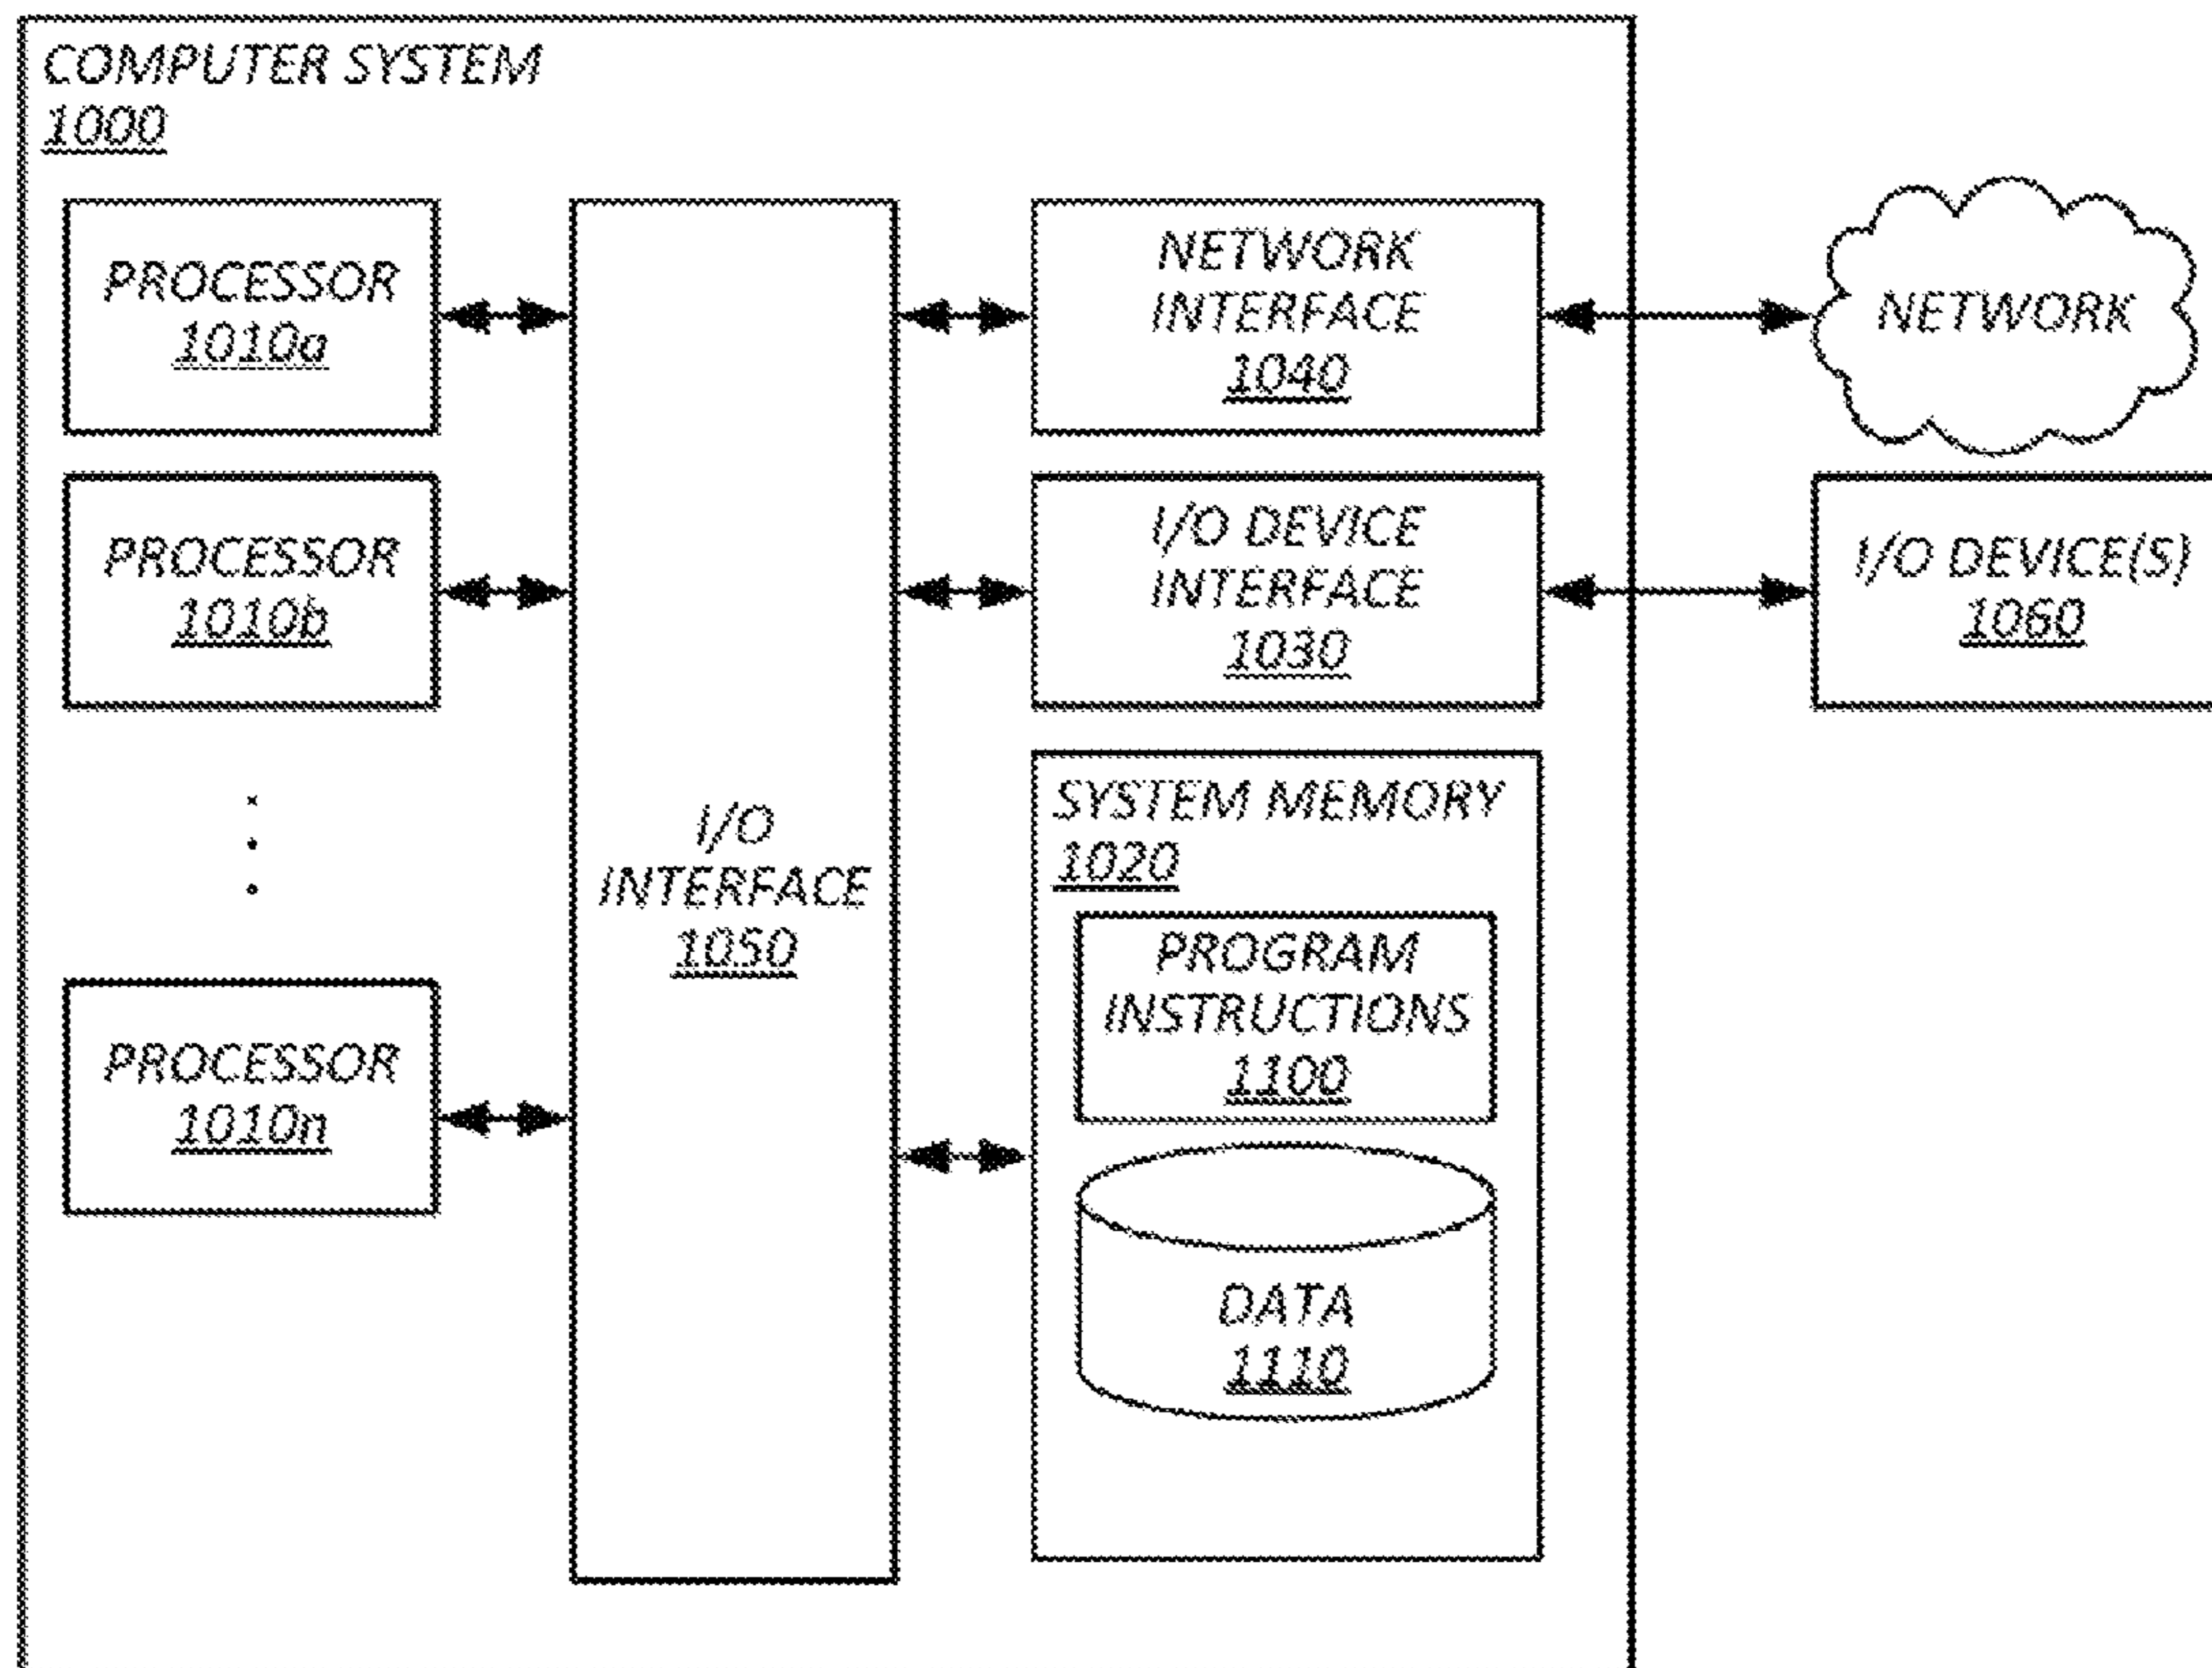 COMPUTER SYSTEM
1000
PROCESSOR
1010a
PROCESSOR
1010b
PROCESSOR
1010n
I/O
INTERFACE
1050
NETWORK
INTERFACE
1040
I/O DEVICE
INTERFACE
1030
SYSTEM MEMORY
1020
PROGRAM
INSTRUCTIONS
1100
DATA
1110
NETWORK
I/O DEVICE(S)
1060